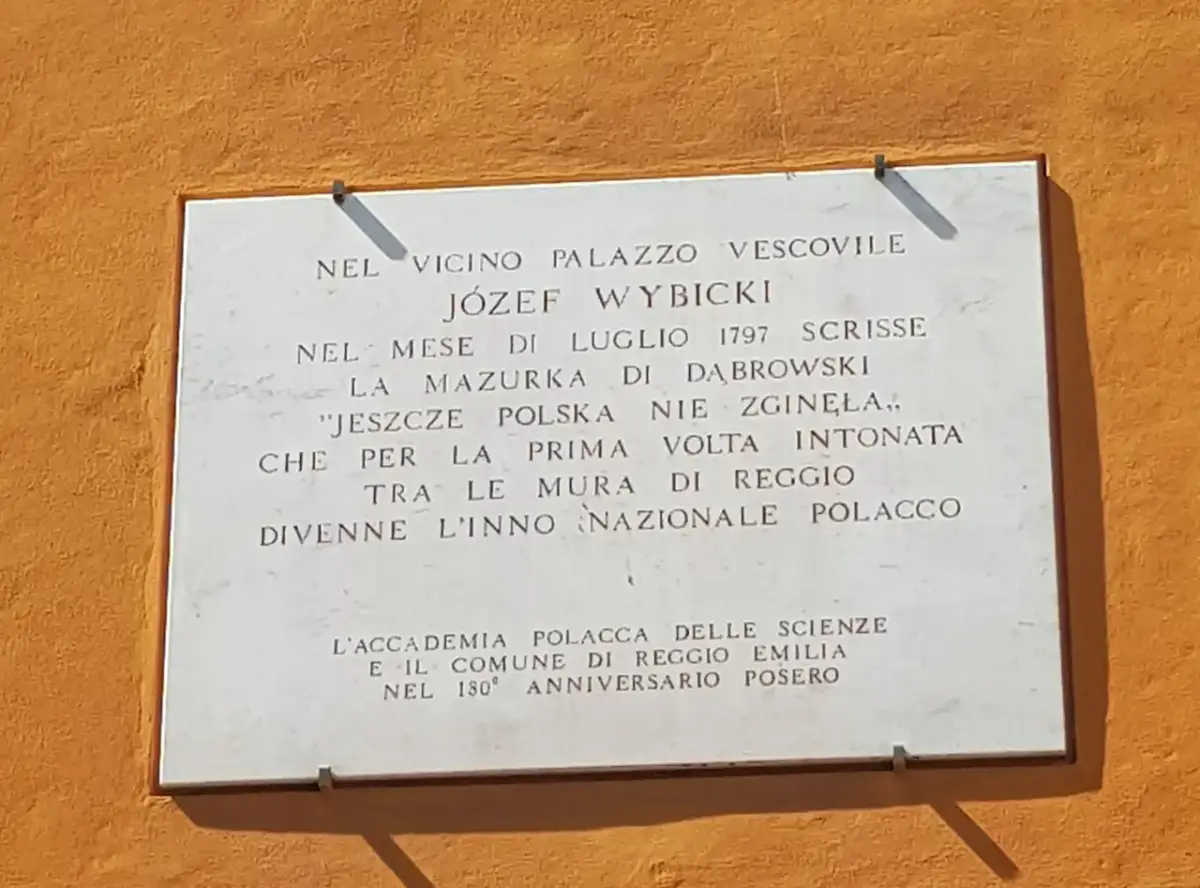 NEL VICINO PALAZZO VESCOVILE
JÓZEF WYBICKI
NEL MESE DI LUGLIO 1797 SCRISSE
LA MAZURKA DI DĄBROWSKI
"JESZCZE POLSKA NIE ZGINĘŁA„
CHE PER LA PRIMA VOLTA INTONATA
TRA LE MURA DI REGGIO
DIVENNE L'INNO NAZIONALE POLACCO
L'ACCADEMIA POLACCA DELLE SCIENZE
E IL COMUNE DI REGGIO EMILIA
NEL 180° ANNIVERSARIO POSERO